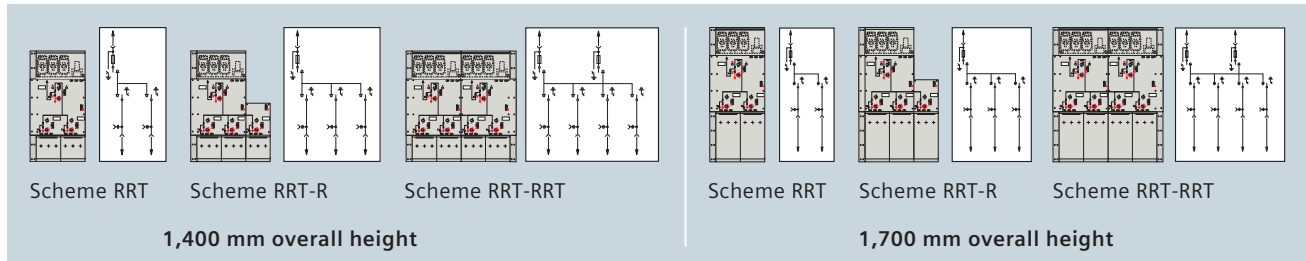 Scheme RRT
Scheme RRT-R
Scheme RRT-RRT
1,400 mm overall height
Scheme RRT
Scheme RRT-R
Scheme RRT-RRT
1,700 mm overall height